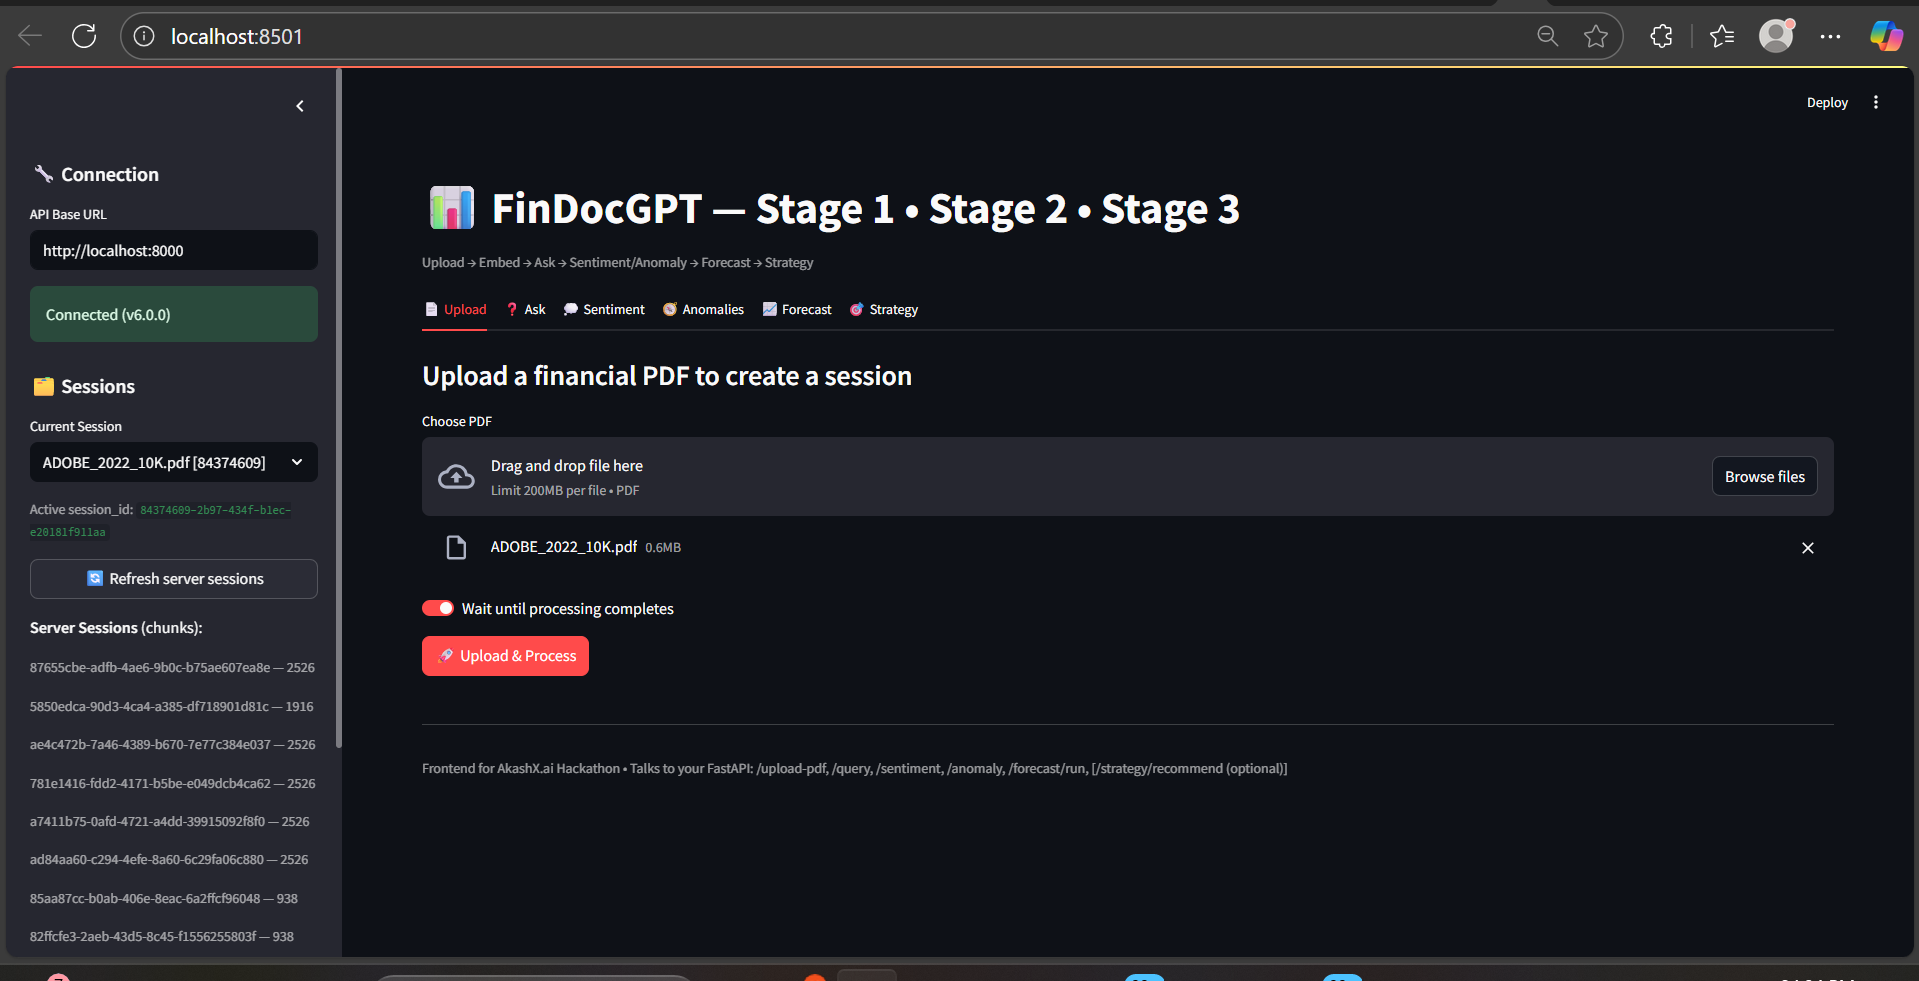 localhost:8501
Deploy
Connection
API Base URL
http://localhost:8000
Connected (v6.0.0)
Sessions
Current Session
ADOBE_2022_10K.pdf [84374609]
Active session_id: 84374609-2b97-434f-b1ec-
e20181f911aa
Refresh server sessions
Server Sessions (chunks):
87655cbe-adfb-4ae6-9b0c-b75ae607ea8e — 2526
5850edca-90d3-4ca4-a385-df718901d81c — 1916
ae4c472b-7a46-4389-b670-7e77c384e037 — 2526
781e1416-fdd2-4171-b5be-e049dcb4ca62 — 2526
a7411b75-0afd-4721-a4dd-39915092f8f0 — 2526
ad84aa60-c294-4efe-8a60-6c29fa06c880 — 2526
85aa87cc-b0ab-406e-8eac-6a2ffcf96048 — 938
82ffcfe3-2aeb-43d5-8c45-f1556255803f — 938
FinDocGPT — Stage 1 • Stage 2 • Stage 3
Upload → Embed → Ask → Sentiment/Anomaly → Forecast → Strategy
Upload Ask Sentiment Anomalies Forecast Strategy
Upload a financial PDF to create a session
Choose PDF
Drag and drop file here
Limit 200MB per file • PDF
Browse files
ADOBE_2022_10K.pdf 0.6MB
Wait until processing completes
Upload & Process
Frontend for AkashX.ai Hackathon • Talks to your FastAPI: /upload-pdf, /query, /sentiment, /anomaly, /forecast/run, [/strategy/recommend (optional)]